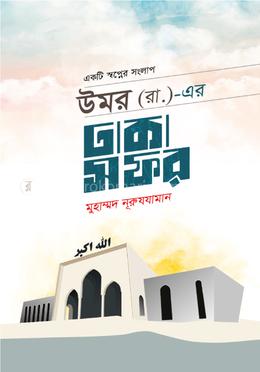 একটি স্বপ্নের সংলাপ
উমর (রা.)-এর
ঢাকা
সফর
মুহাম্মদ নূরুযযামান
الله اكبر